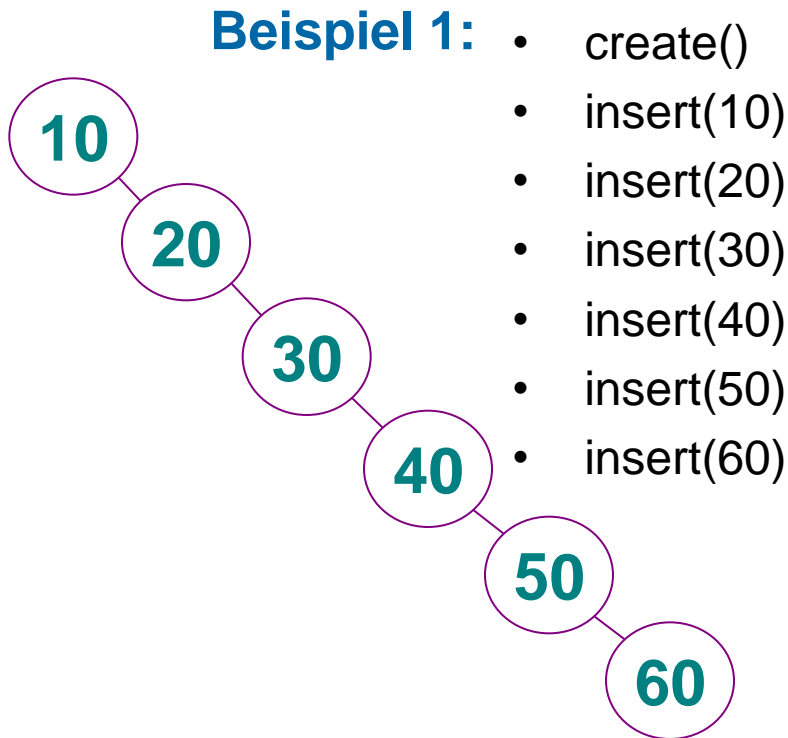 Beispiel 1:
• create()
• insert(10)
• insert(20)
• insert(30)
• insert(40)
• insert(50)
• insert(60)
10
20
30
40
50
60